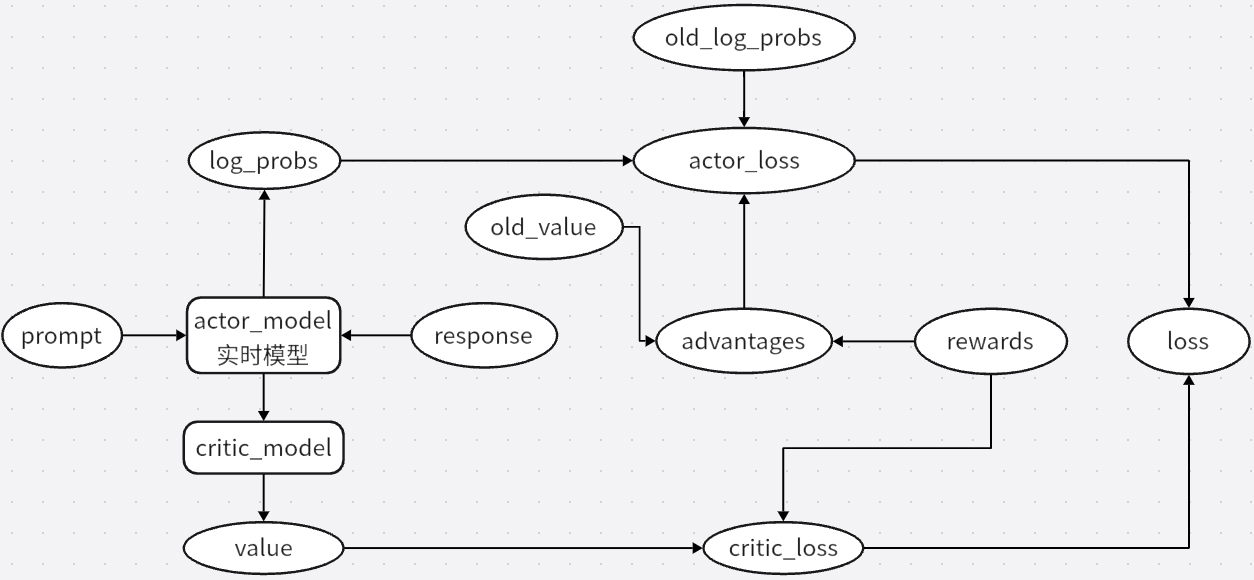 old_log_probs
log_probs
actor_loss
old_value
prompt
actor_model
实时模型
response
advantages
rewards
loss
critic_model
value
critic_loss